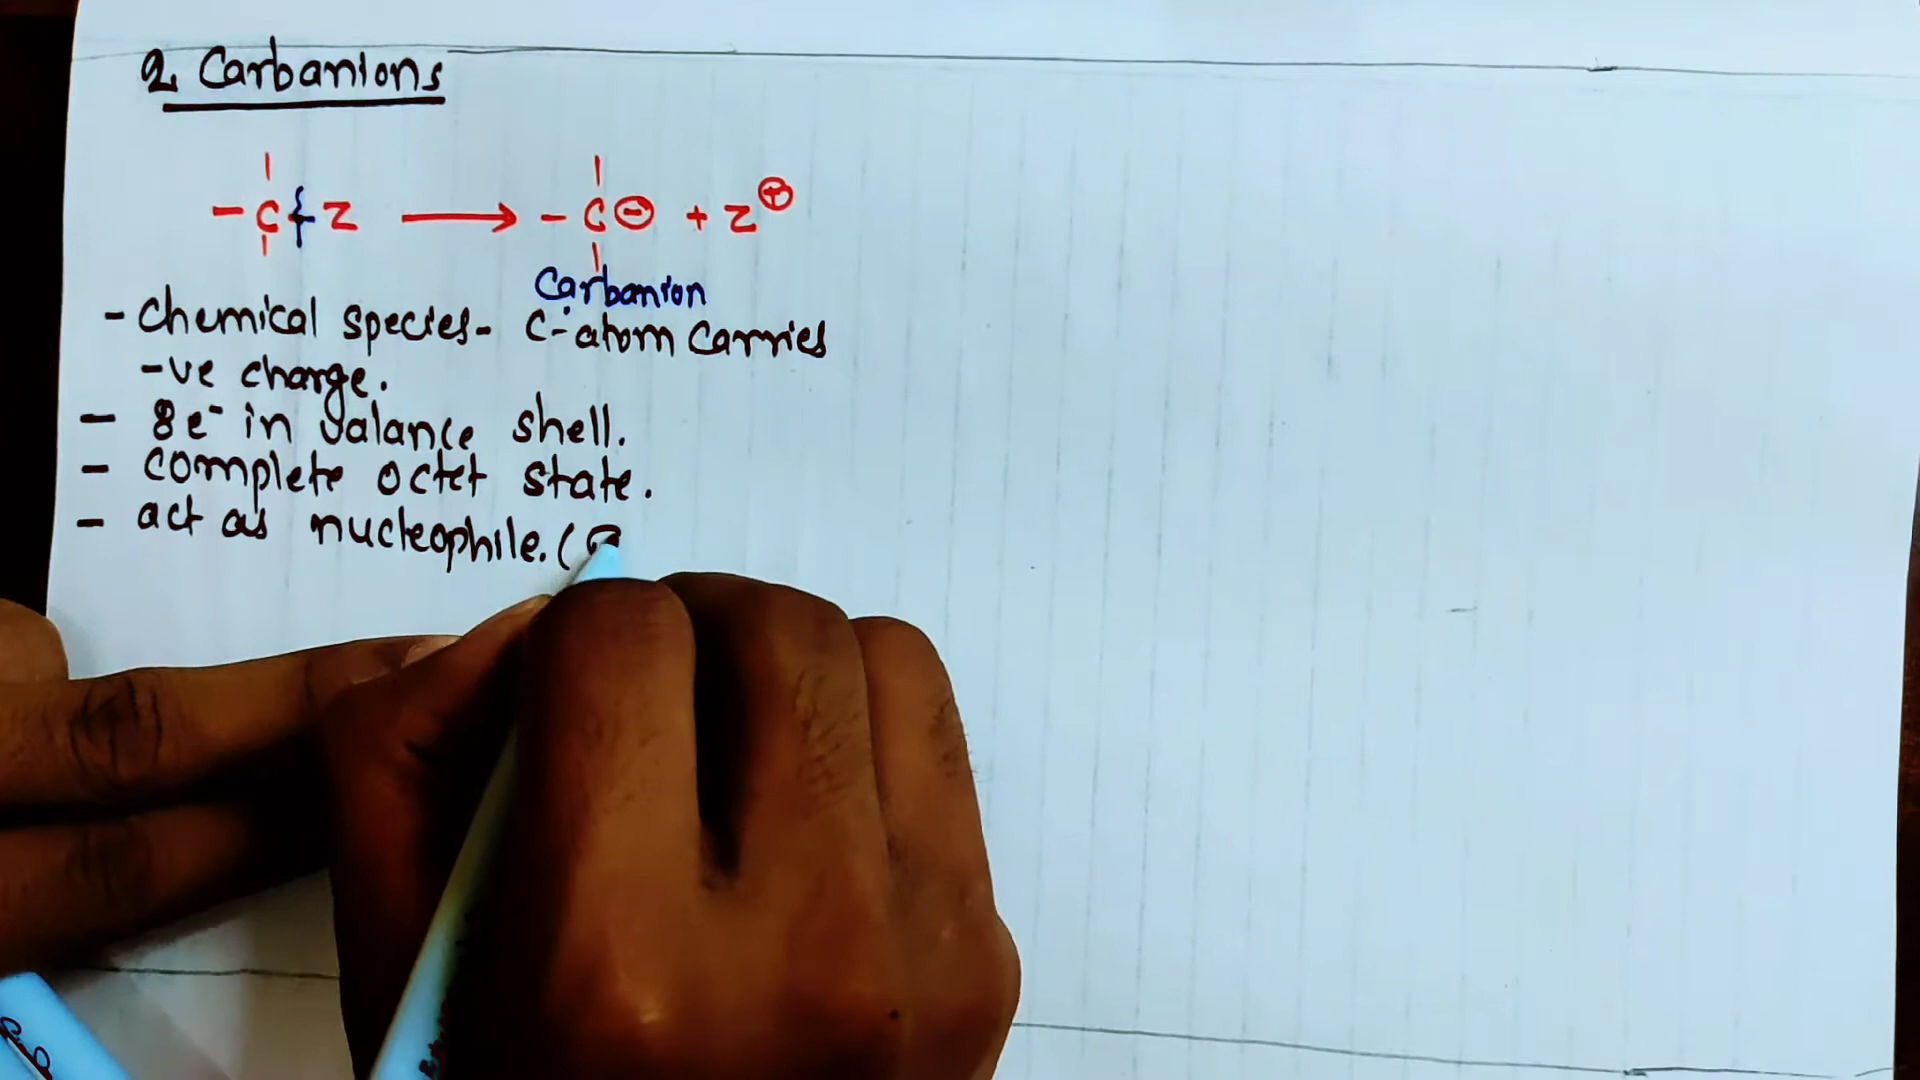 2 Carbanions
- C + Z ⟶ - C ⊖ + Z ⊕
Carbanion
- Chemical species - C-atom carries
-ve charge.
- 8e⁻ in valance shell.
- complete octet state.
- act as nucleophile. (